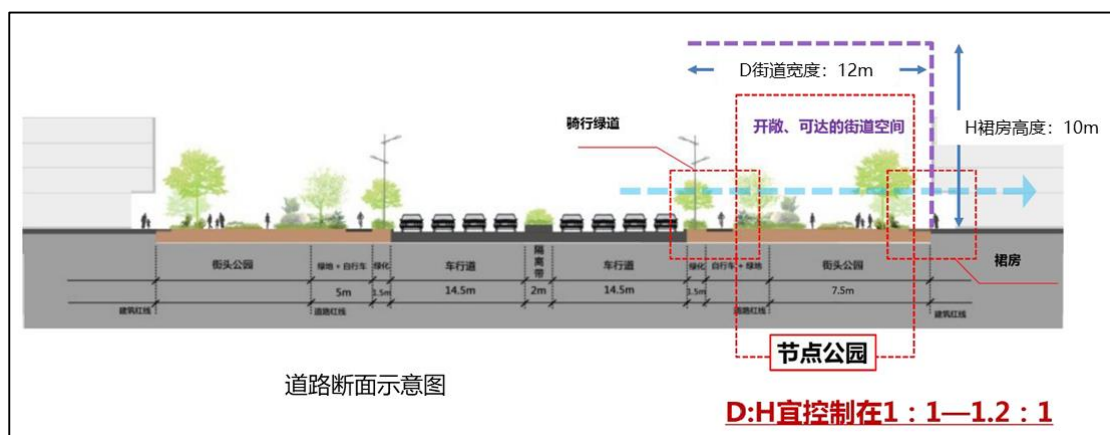 D街道宽度：12m
骑行绿道
开敞、可达的街道空间
H裙房高度：10m
街头公园
绿地+自行车
绿化
车行道
隔离带
车行道
绿化
自行车+绿地
街头公园
裙房
5m
1.5m
14.5m
2m
14.5m
1.5m
7.5m
建筑红线
道路红线
道路红线
建筑红线
节点公园
道路断面示意图
D:H宜控制在1：1—1.2：1